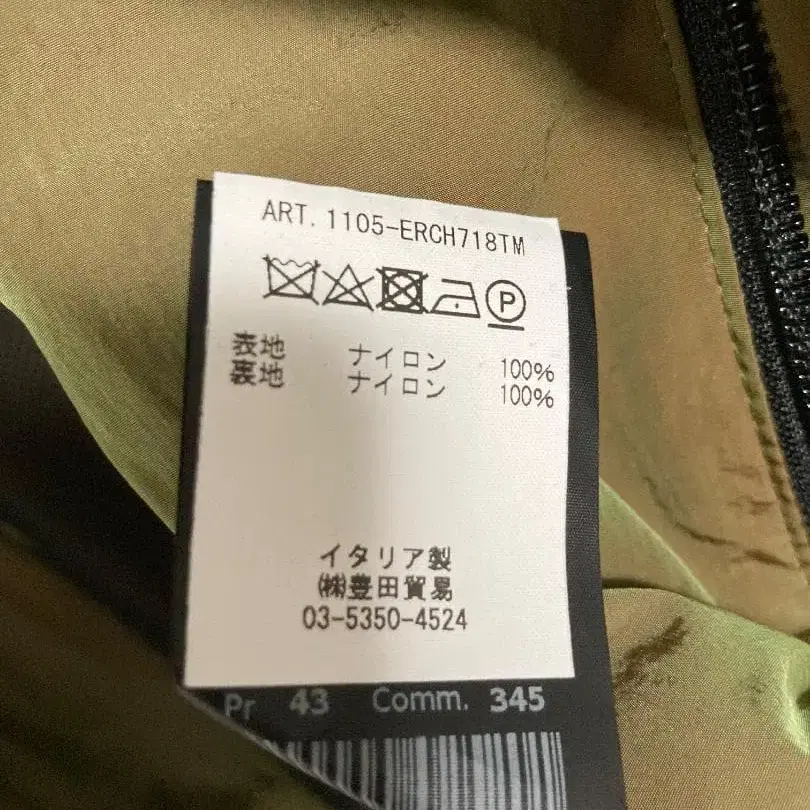 ART. 1105-ERCH718TM
P
表地 ナイロン 100%
裏地 ナイロン 100%
イタリア製
㈱豊田貿易
03-5350-4524
Pr 43 Comm. 345